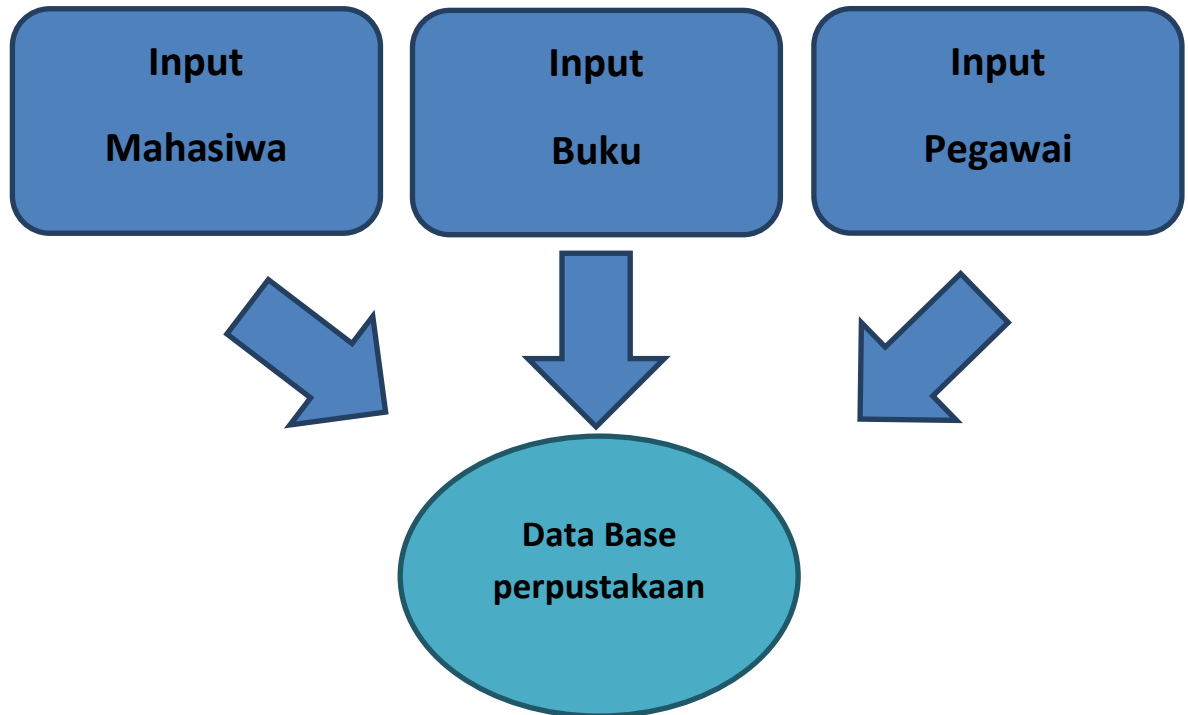 Input
Mahasiwa
Input
Buku
Input
Pegawai
Data Base
perpustakaan